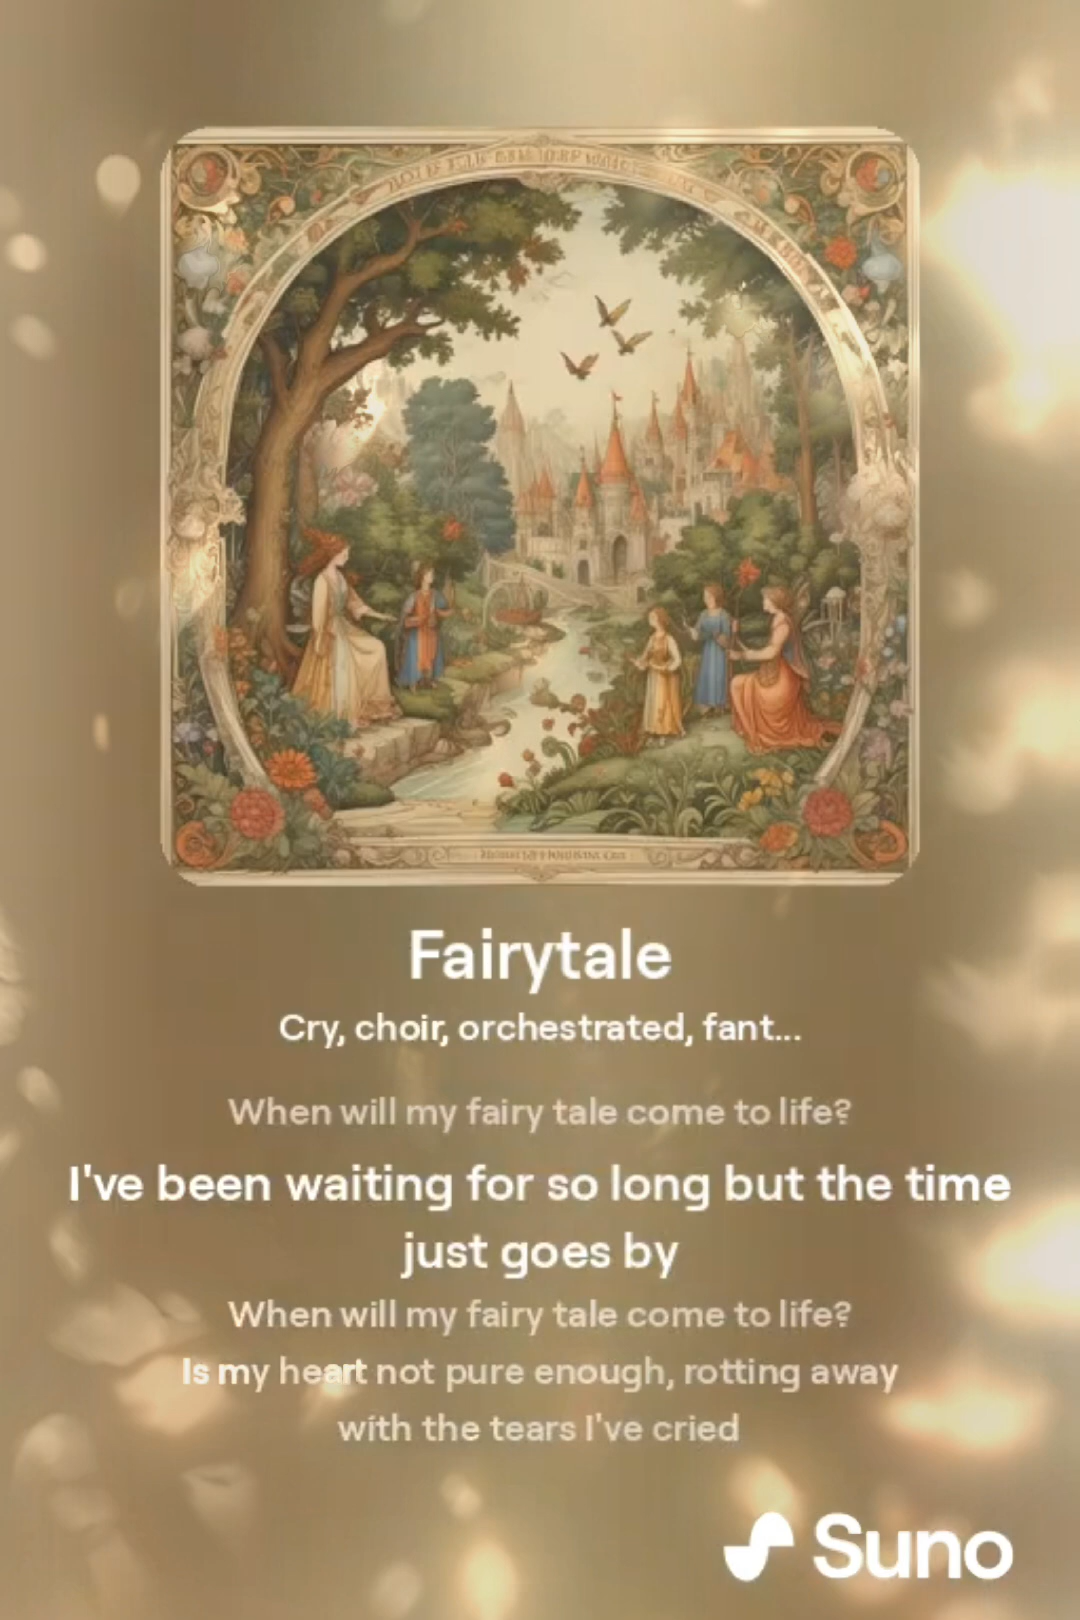 Fairytale
Cry, choir, orchestrated, fant...
When will my fairy tale come to life?
I've been waiting for so long but the time
just goes by
When will my fairy tale come to life?
Is my heart not pure enough, rotting away
with the tears I've cried
Suno